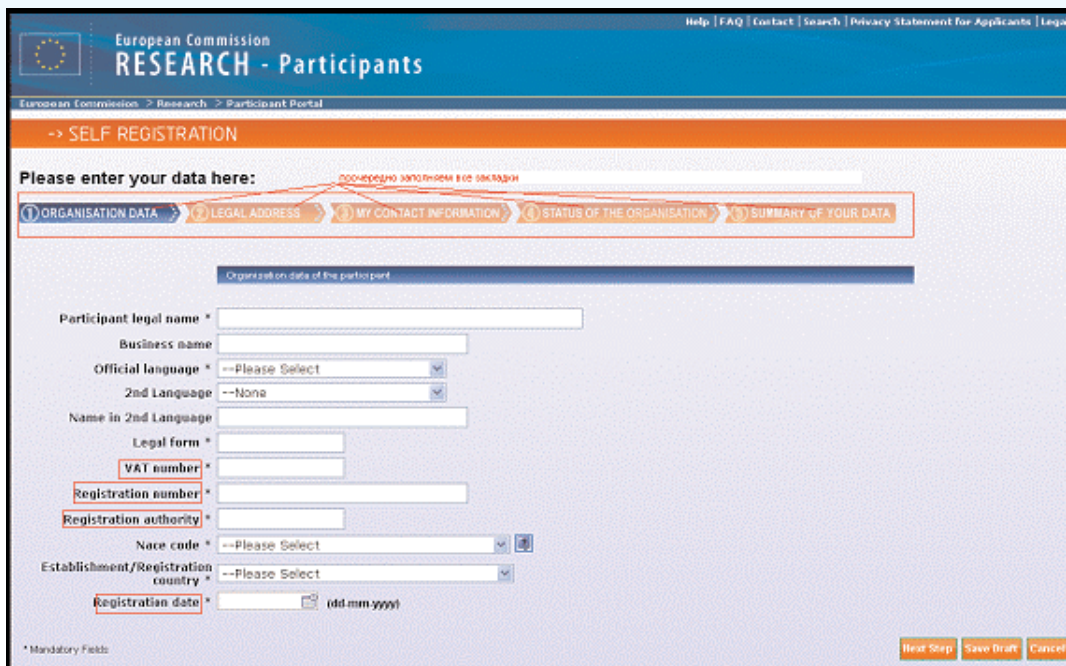 Help | FAQ | Contact | Search | Privacy Statement for Applicants | Lega
European Commission
RESEARCH - Participants
European Commission > Research > Participant Portal
-> SELF REGISTRATION
Please enter your data here:
поочередно заполняем все закладки
1 ORGANISATION DATA 2 LEGAL ADDRESS 3 MY CONTACT INFORMATION 4 STATUS OF THE ORGANISATION 5 SUMMARY OF YOUR DATA
Organisation data of the participant
Participant legal name *
Business name
Official language * --Please Select
2nd Language --None
Name in 2nd Language
Legal form *
VAT number *
Registration number *
Registration authority *
Nace code * --Please Select
Establishment/Registration
country * --Please Select
Registration date * (dd-mm-yyyy)
* Mandatory Fields
Next Step Save Draft Cancel